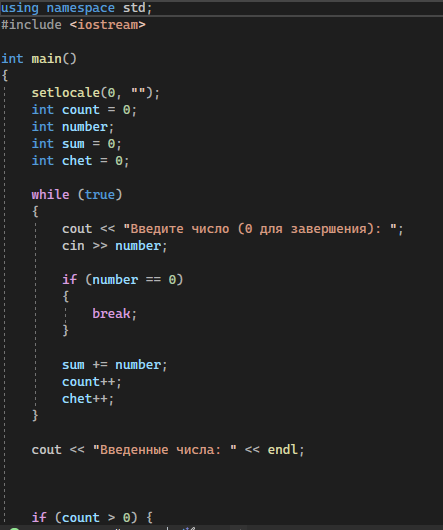 using namespace std;
#include <iostream>
int main()
{
setlocale(0, "");
int count = 0;
int number;
int sum = 0;
int chet = 0;
while (true)
{
cout << "Введите число (0 для завершения): ";
cin >> number;
if (number == 0)
{
break;
}
sum += number;
count++;
chet++;
}
cout << "Введенные числа: " << endl;
if (count > 0) {